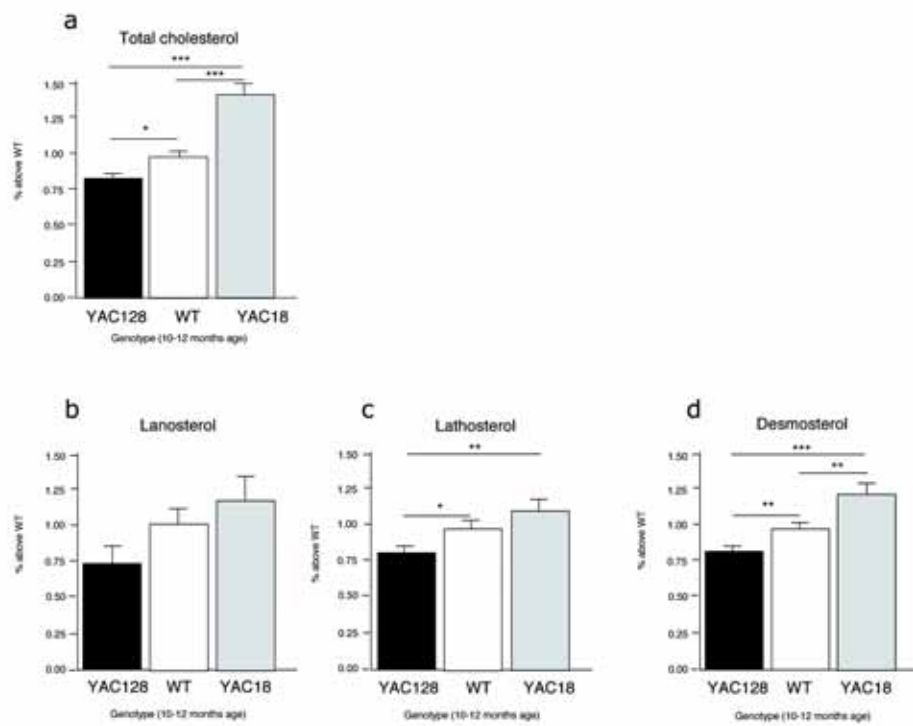 a
Total cholesterol
***
***
*
1.50
1.25
1.00
0.75
0.50
0.25
0.00
% above WT
YAC128 WT YAC18
Genotype (10-12 months age)
b
Lanosterol
1.50
1.25
1.00
0.75
0.50
0.25
0.00
% above WT
YAC128 WT YAC18
Genotype (10-12 months age)
c
Lathosterol
**
*
1.50
1.25
1.00
0.75
0.50
0.25
0.00
% above WT
YAC128 WT YAC18
Genotype (10-12 months age)
d
Desmosterol
***
**
**
1.50
1.25
1.00
0.75
0.50
0.25
0.00
% above WT
YAC128 WT YAC18
Genotype (10-12 months age)